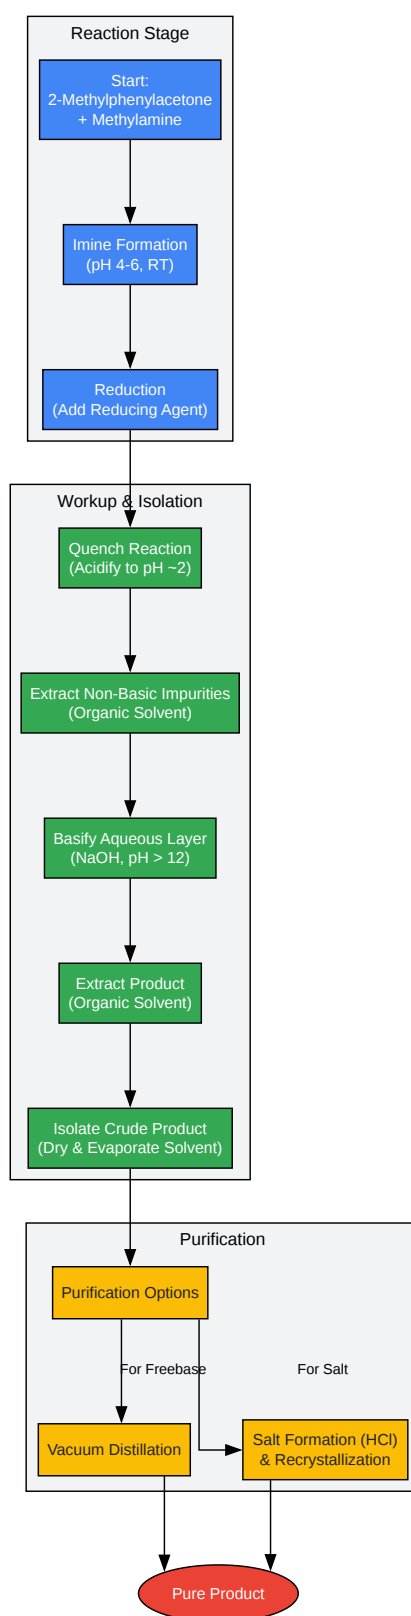 Reaction Stage
Start:
2-Methylphenylacetone
+ Methylamine
Imine Formation
(pH 4-6, RT)
Reduction
(Add Reducing Agent)
Workup & Isolation
Quench Reaction
(Acidify to pH ~2)
Extract Non-Basic Impurities
(Organic Solvent)
Basify Aqueous Layer
(NaOH, pH > 12)
Extract Product
(Organic Solvent)
Isolate Crude Product
(Dry & Evaporate Solvent)
Purification
Purification Options
For Freebase
For Salt
Vacuum Distillation
Salt Formation (HCl)
& Recrystallization
Pure Product